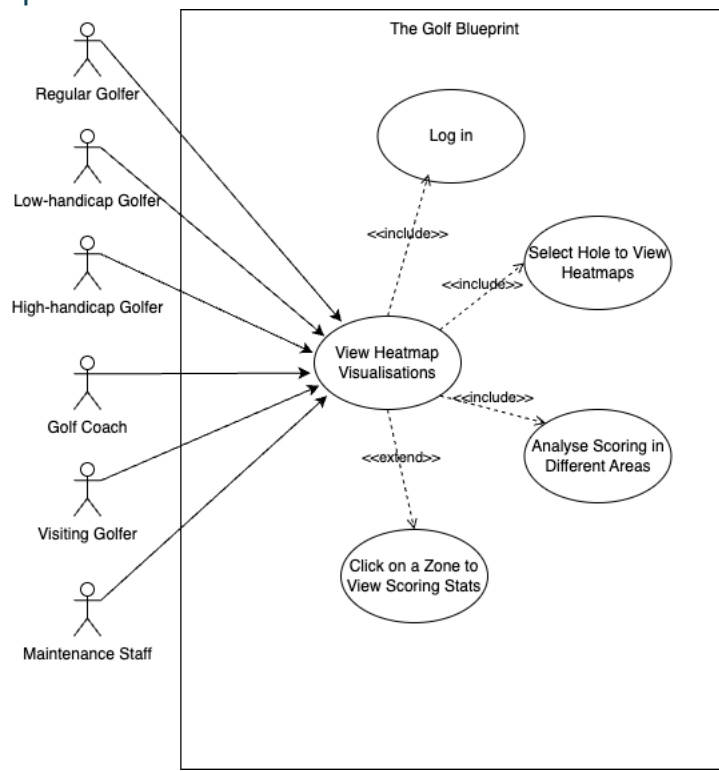 The Golf Blueprint
Regular Golfer
Log in
Low-handicap Golfer
<<include>>
Select Hole to View
Heatmaps
<<include>>
High-handicap Golfer
View Heatmap
Visualisations
<<include>>
Golf Coach
Analyse Scoring in
Different Areas
<<extend>>
Visiting Golfer
Click on a Zone to
View Scoring Stats
Maintenance Staff